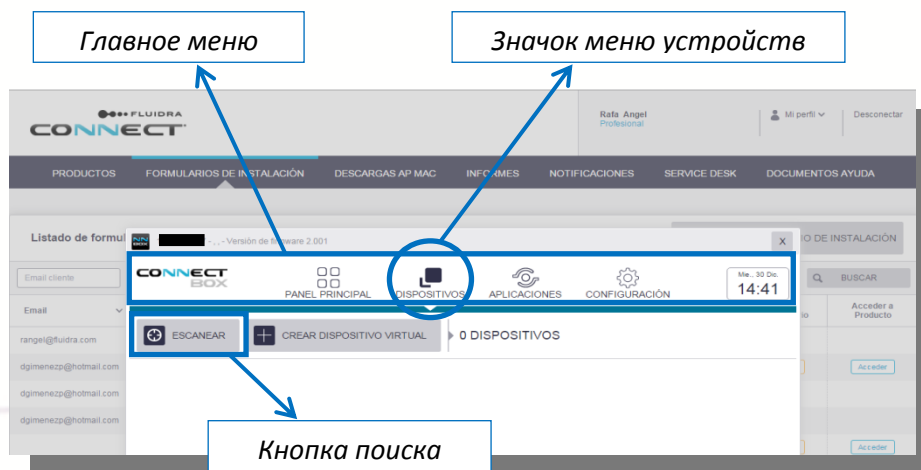 Главное меню
Значок меню устройств
FLUIDRA
CONNECT
Rafa Angel
Profesional
Mi perfil
Desconectar
PRODUCTOS FORMULARIOS DE INSTALACIÓN DESCARGAS AP MAC INFORMES NOTIFICACIONES SERVICE DESK DOCUMENTOS AYUDA
Listado de formul
- , , - Versión de firmware 2.001
X
IO DE INSTALACIÓN
Email cliente
CONNECT
BOX
PANEL PRINCIPAL DISPOSITIVOS APLICACIONES CONFIGURACIÓN
Me., 30 Dic.
14:41
BUSCAR
Email
io
Acceder a
Producto
ESCANEAR
CREAR DISPOSITIVO VIRTUAL
0 DISPOSITIVOS
rangel@fluidra.com
dgimenezp@hotmail.com
Acceder
dgimenezp@hotmail.com
dgimenezp@hotmail.com
Acceder
Кнопка поиска